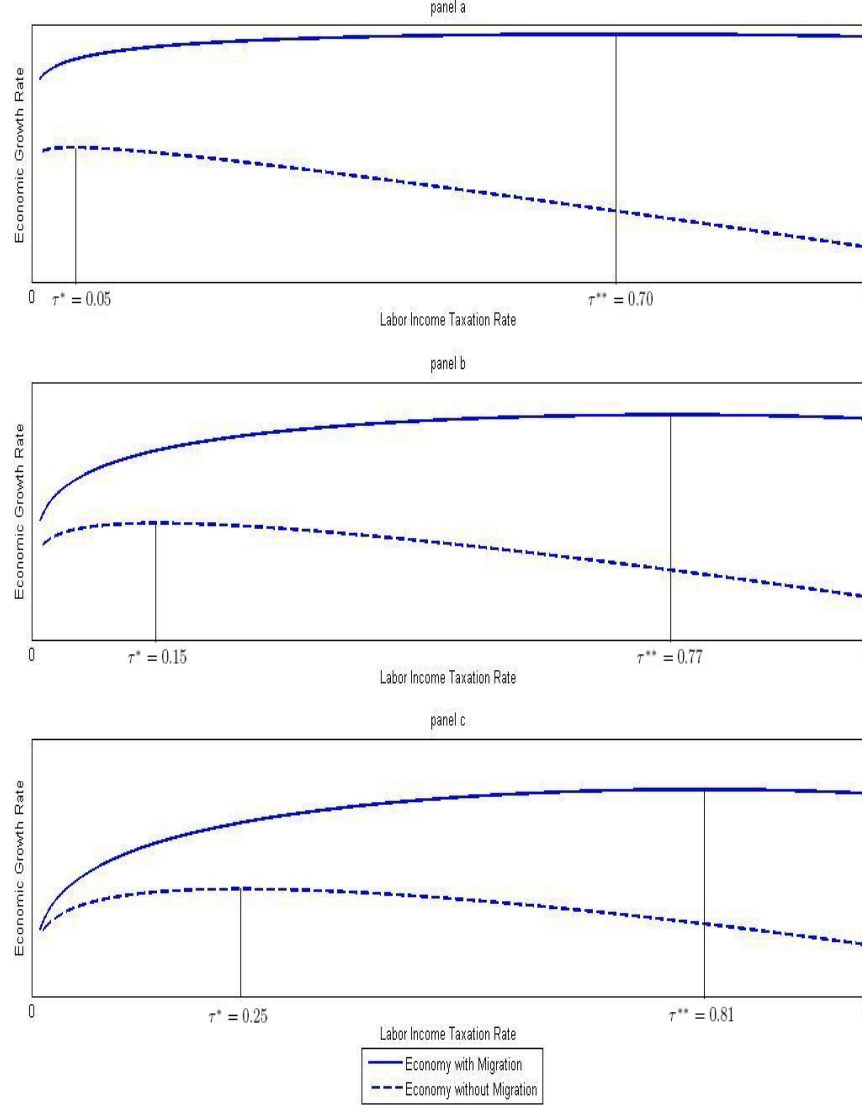 panel a
Economic Growth Rate
0
τ* = 0.05
τ** = 0.70
Labor Income Taxation Rate
panel b
Economic Growth Rate
0
τ* = 0.15
τ** = 0.77
Labor Income Taxation Rate
panel c
Economic Growth Rate
0
τ* = 0.25
τ** = 0.81
Labor Income Taxation Rate
Economy with Migration
Economy without Migration